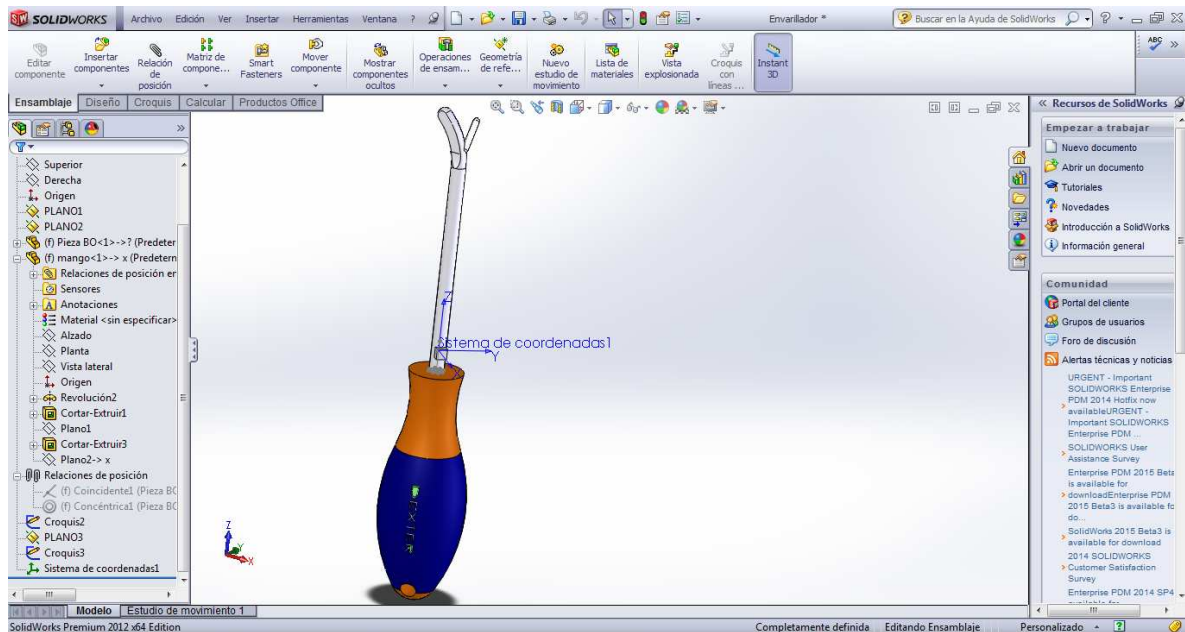 SOLIDWORKS Archivo Edición Ver Insertar Herramientas Ventana ? Envarillador * Buscar en la Ayuda de SolidWorks ?
Editar componente
Insertar componentes
Relación de posición
Matriz de compone...
Smart Fasteners
Mover componente
Mostrar componentes ocultos
Operaciones de ensam...
Geometría de refe...
Nuevo estudio de movimiento
Lista de materiales
Vista explosionada
Croquis con líneas ...
Instant 3D
ABC
Ensamblaje Diseño Croquis Calcular Productos Office
Superior
Derecha
Origen
PLANO1
PLANO2
(f) Pieza BO<1>->? (Predeter
(f) mango<1>-> x (Predetern
Relaciones de posición er
Sensores
Anotaciones
Material <sin especificar>
Alzado
Planta
Vista lateral
Origen
Revolución2
Cortar-Extruir1
Plano1
Cortar-Extruir3
Plano2-> x
Relaciones de posición
(f) Coincidente1 (Pieza BO
(f) Concéntrica1 (Pieza BO
Croquis2
PLANO3
Croquis3
Sistema de coordenadas1
Z
Sistema de coordenadas1
Y
X
Z
Y
X
Recursos de SolidWorks
Empezar a trabajar
Nuevo documento
Abrir un documento
Tutoriales
Novedades
Introducción a SolidWorks
Información general
Comunidad
Portal del cliente
Grupos de usuarios
Foro de discusión
Alertas técnicas y noticias
URGENT - Important
SOLIDWORKS Enterprise
PDM 2014 Hotfix now
availableURGENT -
Important SOLIDWORKS
Enterprise PDM ...
SOLIDWORKS User
Assistance Survey
Enterprise PDM 2015 Beta
is available for
downloadEnterprise PDM
2015 Beta3 is available fo
do...
SolidWorks 2015 Beta3 is
available for download
2014 SOLIDWORKS
Customer Satisfaction
Survey
Enterprise PDM 2014 SP4
Modelo Estudio de movimiento 1
SolidWorks Premium 2012 x64 Edition Completamente definida Editando Ensamblaje Personalizado